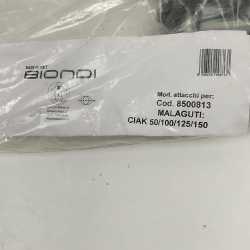 BIONDI
Mod. attacchi per:
Cod. 8500813
MALAGUTI:
CIAK 50/100/125/150